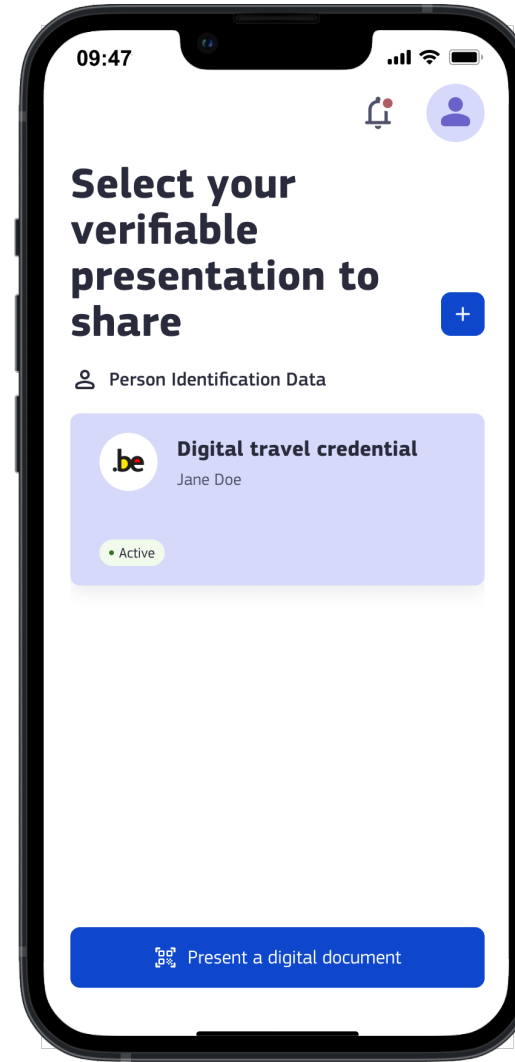 09:47
Select your
verifiable
presentation to
share
+
Person Identification Data
.be
Digital travel credential
Jane Doe
• Active
Present a digital document